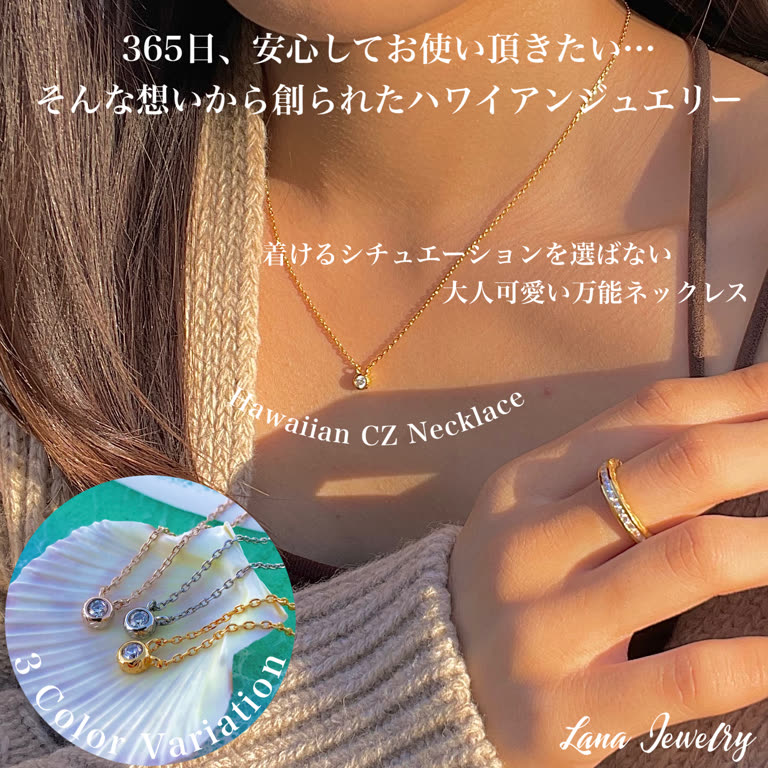 365日、安心してお使い頂きたい…
そんな想いから創られたハワイアンジュエリー
着けるシチュエーションを選ばない
大人可愛い万能ネックレス
Hawaiian CZ Necklace
3 Color Variation
Lana Jewelry